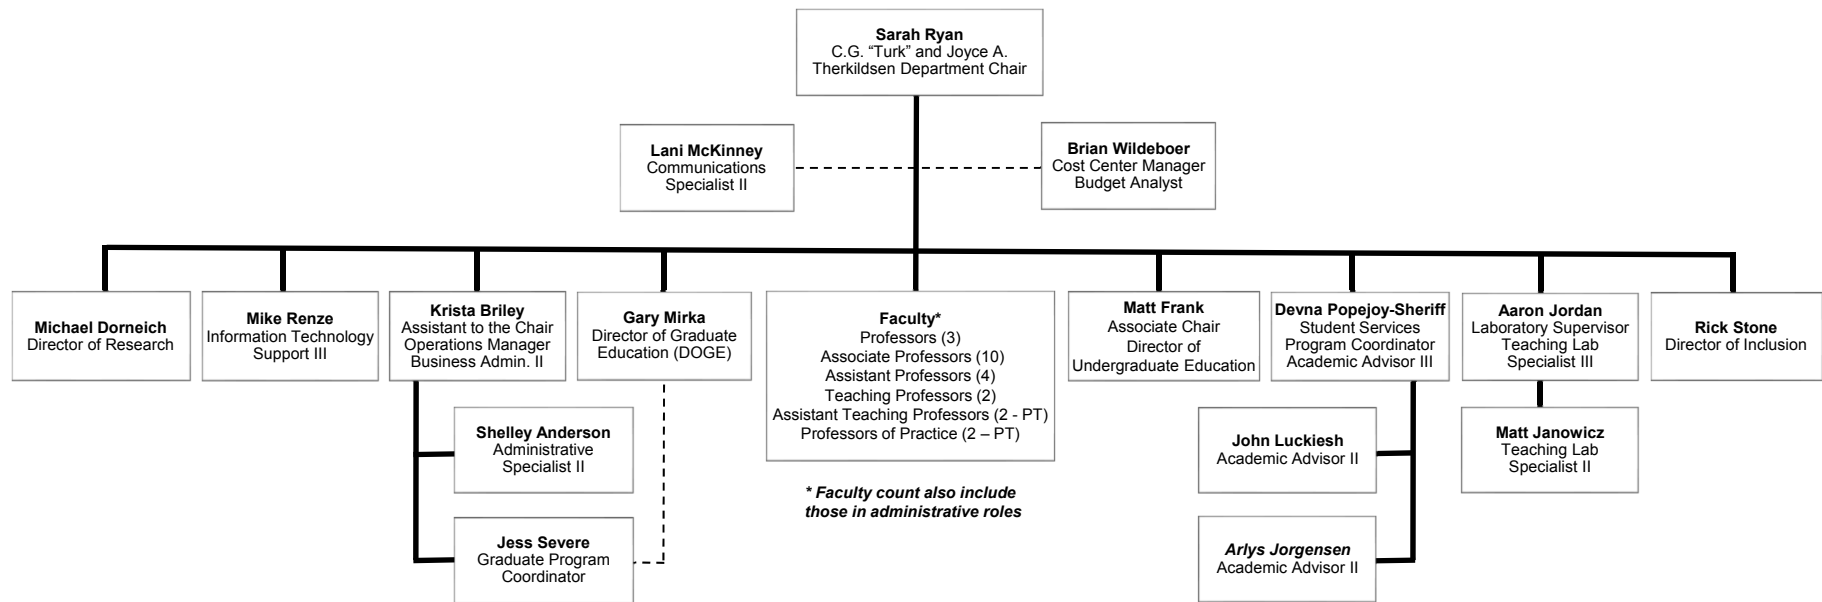 Sarah Ryan
C.G. “Turk” and Joyce A.
Therkildsen Department Chair
Lani McKinney
Communications
Specialist II
Brian Wildeboer
Cost Center Manager
Budget Analyst
Michael Dorneich
Director of Research
Mike Renze
Information Technology
Support III
Krista Briley
Assistant to the Chair
Operations Manager
Business Admin. II
Gary Mirka
Director of Graduate
Education (DOGE)
Faculty*
Professors (3)
Associate Professors (10)
Assistant Professors (4)
Teaching Professors (2)
Assistant Teaching Professors (2 - PT)
Professors of Practice (2 – PT)
Matt Frank
Associate Chair
Director of
Undergraduate Education
Devna Popejoy-Sheriff
Student Services
Program Coordinator
Academic Advisor III
Aaron Jordan
Laboratory Supervisor
Teaching Lab
Specialist III
Rick Stone
Director of Inclusion
Shelley Anderson
Administrative
Specialist II
John Luckiesh
Academic Advisor II
Matt Janowicz
Teaching Lab
Specialist II
* Faculty count also include
those in administrative roles
Jess Severe
Graduate Program
Coordinator
Arlys Jorgensen
Academic Advisor II